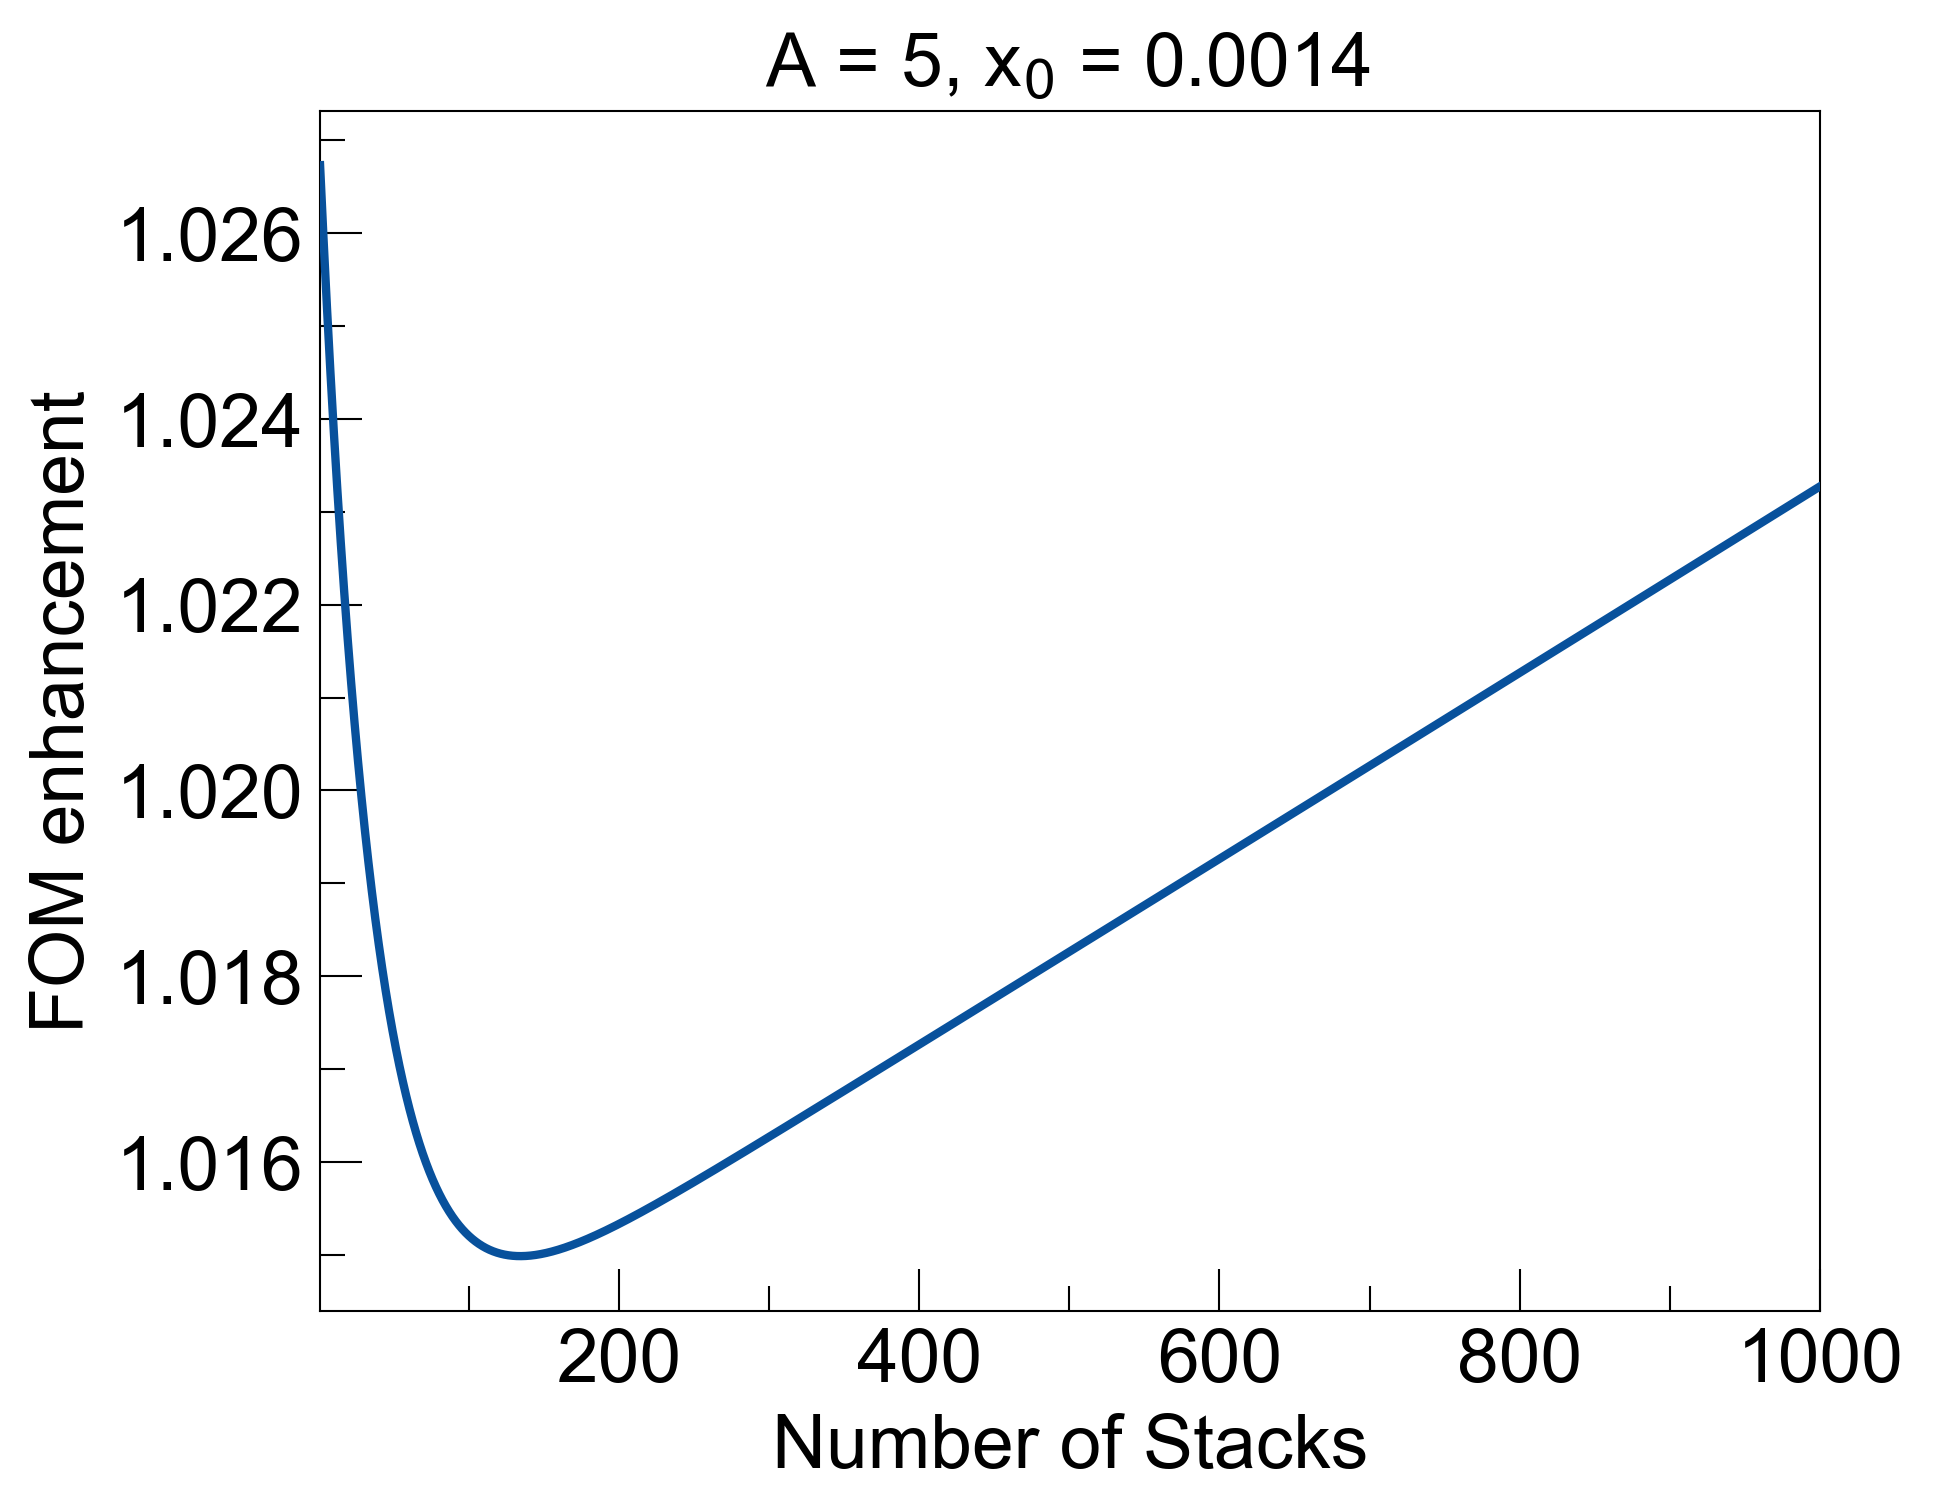 A = 5, x₀ = 0.0014
FOM enhancement
1.026
1.024
1.022
1.020
1.018
1.016
200 400 600 800 1000
Number of Stacks